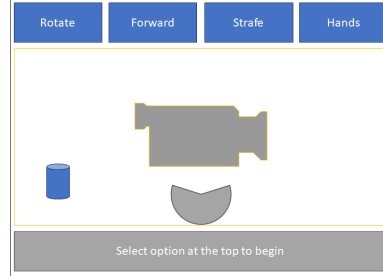 Rotate
Forward
Strafe
Hands
Select option at the top to begin